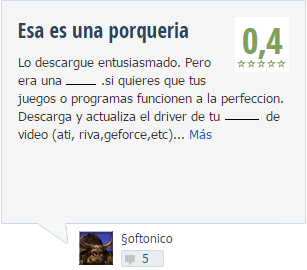 Esa es una porqueria
0,4
Lo descargue entusiasmado. Pero
era una _____ .si quieres que tus
juegos o programas funcionen a la perfeccion.
Descarga y actualiza el driver de tu _____ de
video (ati, riva,geforce,etc)... Más
§oftonico
5